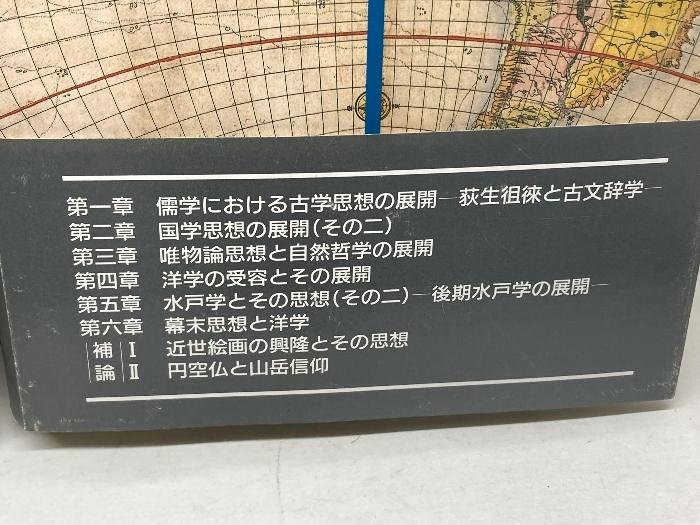 第一章 儒学における古学思想の展開―荻生徂徠と古文辞学―
第二章 国学思想の展開(その二)
第三章 唯物論思想と自然哲学の展開
第四章 洋学の受容とその展開
第五章 水戸学とその思想(その二)―後期水戸学の展開―
第六章 幕末思想と洋学
補 Ⅰ 近世絵画の興隆とその思想
論 Ⅱ 円空仏と山岳信仰